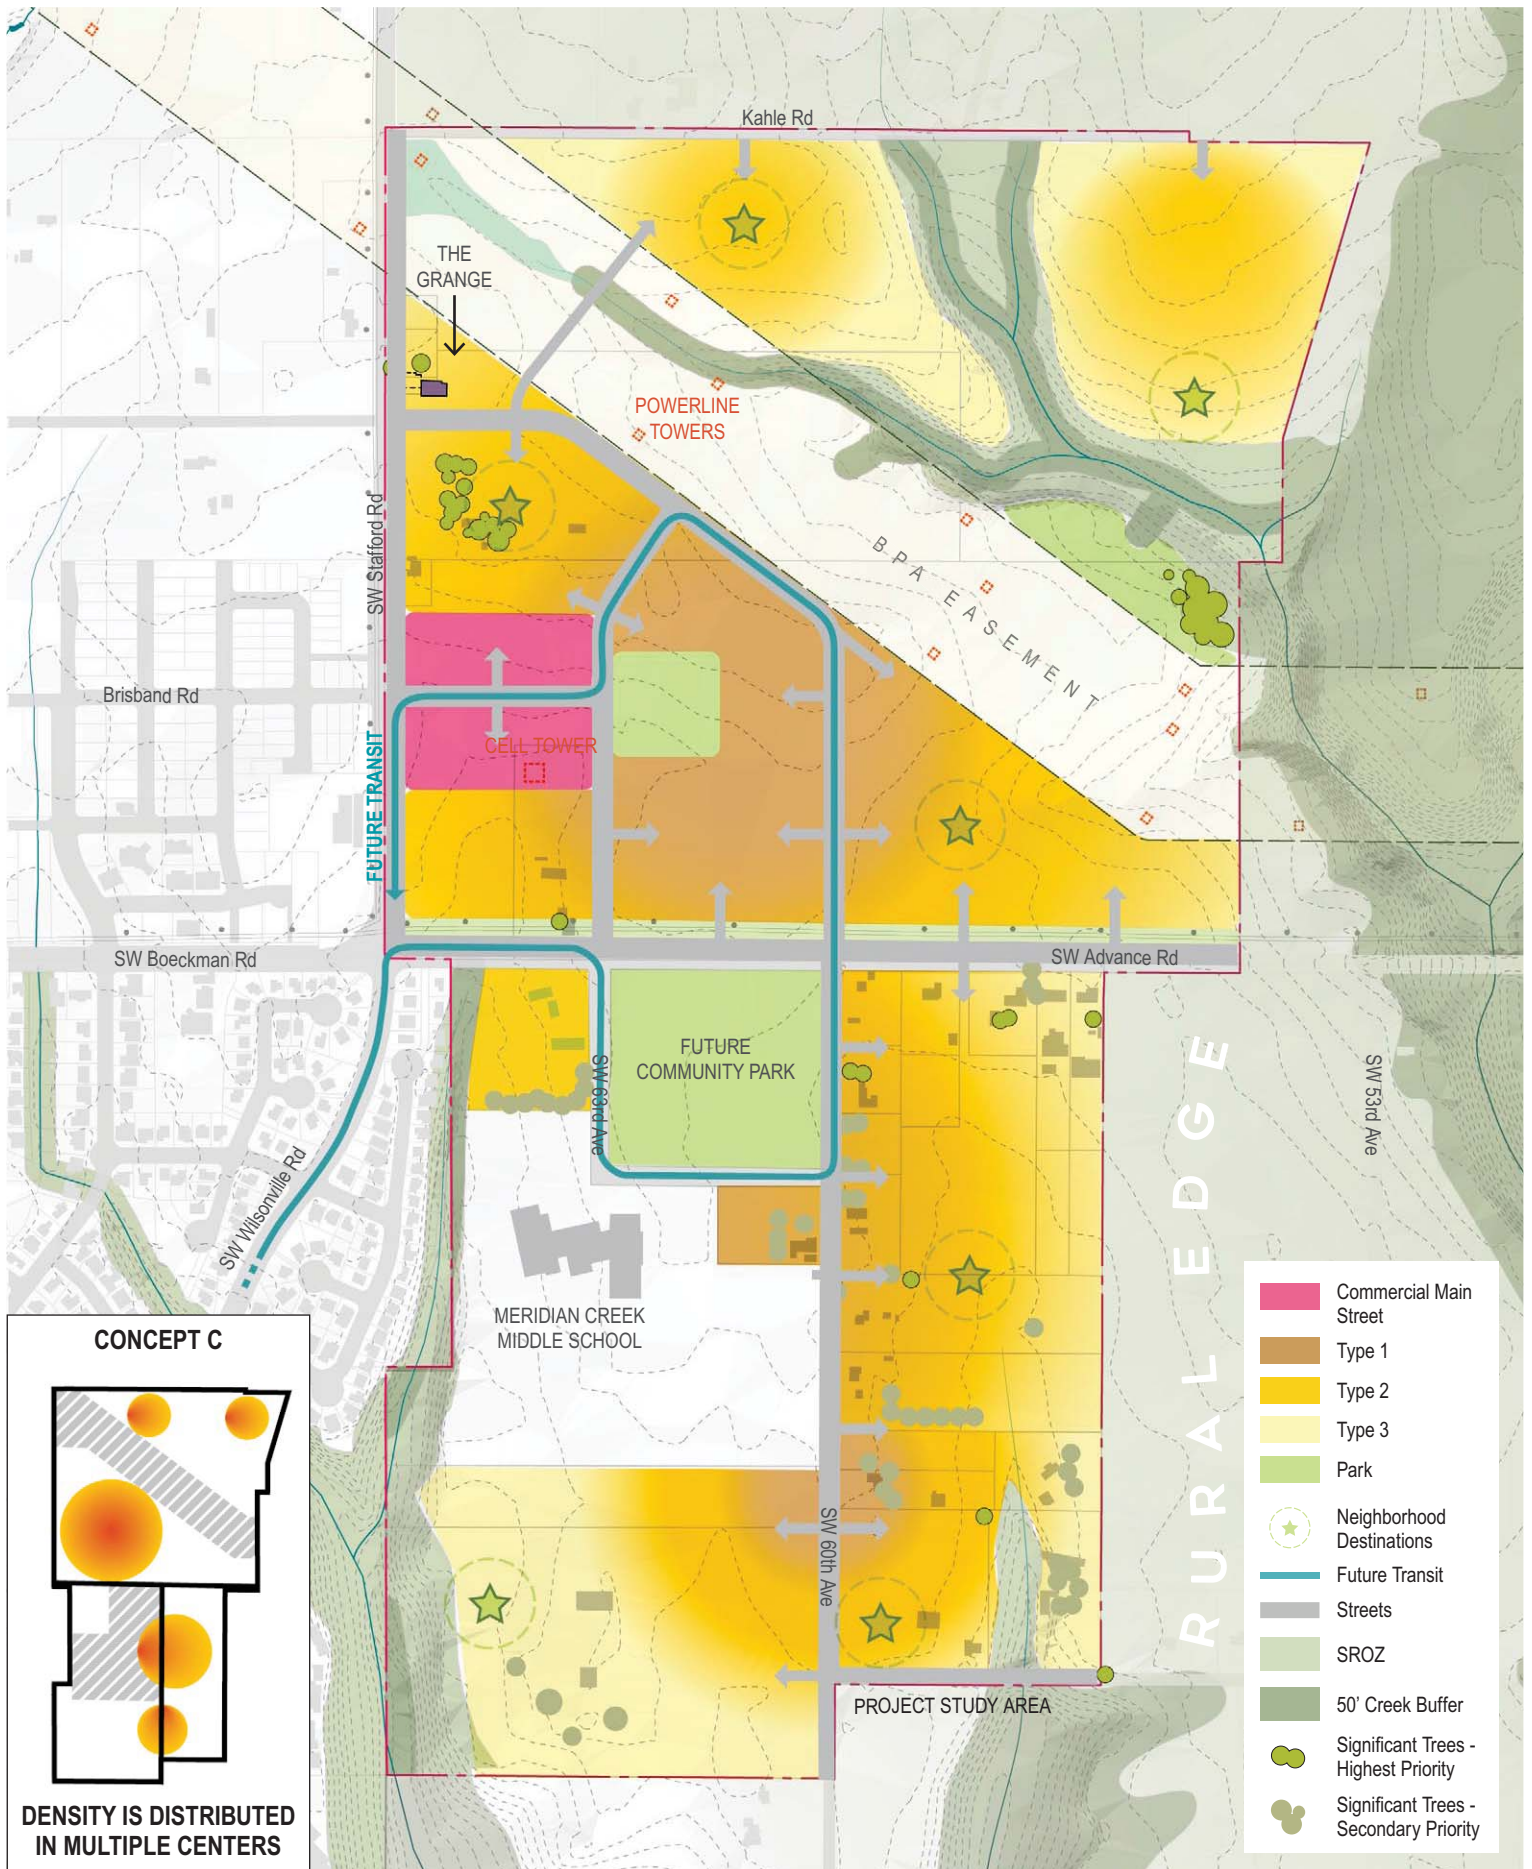 Kahle Rd
THE
GRANGE
POWERLINE
TOWERS
SW Stafford Rd
BPA EASEMENT
Brisband Rd
CELL TOWER
FUTURE TRANSIT
SW Boeckman Rd
SW Advance Rd
FUTURE
COMMUNITY PARK
SW 63rd Ave
SW 53rd Ave
RURAL EDGE
SW Wilsonville Rd
MERIDIAN CREEK
MIDDLE SCHOOL
SW 60th Ave
PROJECT STUDY AREA
CONCEPT C
DENSITY IS DISTRIBUTED
IN MULTIPLE CENTERS
Commercial Main
Street
Type 1
Type 2
Type 3
Park
Neighborhood
Destinations
Future Transit
Streets
SROZ
50' Creek Buffer
Significant Trees -
Highest Priority
Significant Trees -
Secondary Priority